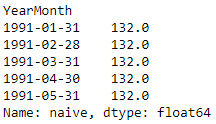 YearMonth
1991-01-31    132.0
1991-02-28    132.0
1991-03-31    132.0
1991-04-30    132.0
1991-05-31    132.0
Name: naive, dtype: float64